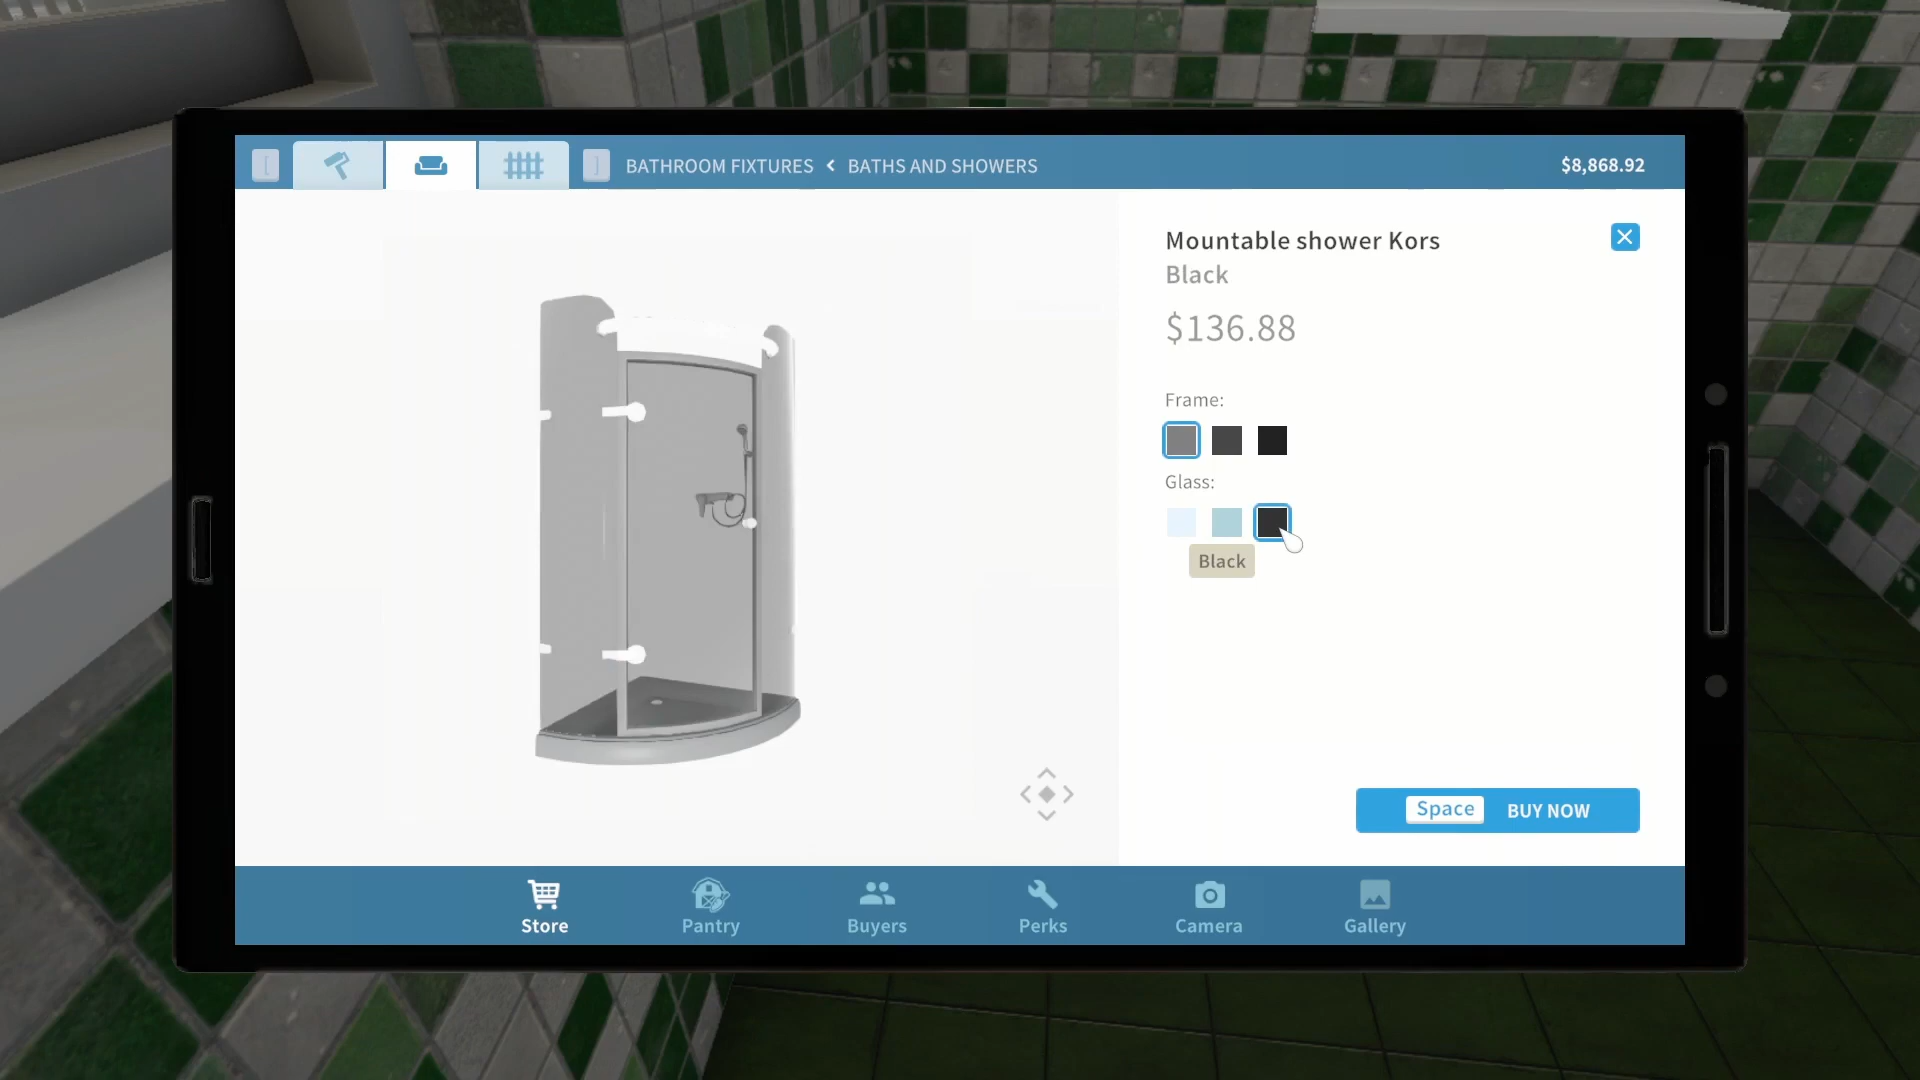 [
]
BATHROOM FIXTURES < BATHS AND SHOWERS
$8,868.92
Mountable shower Kors
Black
$136.88
Frame:
Glass:
Black
Space BUY NOW
Store
Pantry
Buyers
Perks
Camera
Gallery